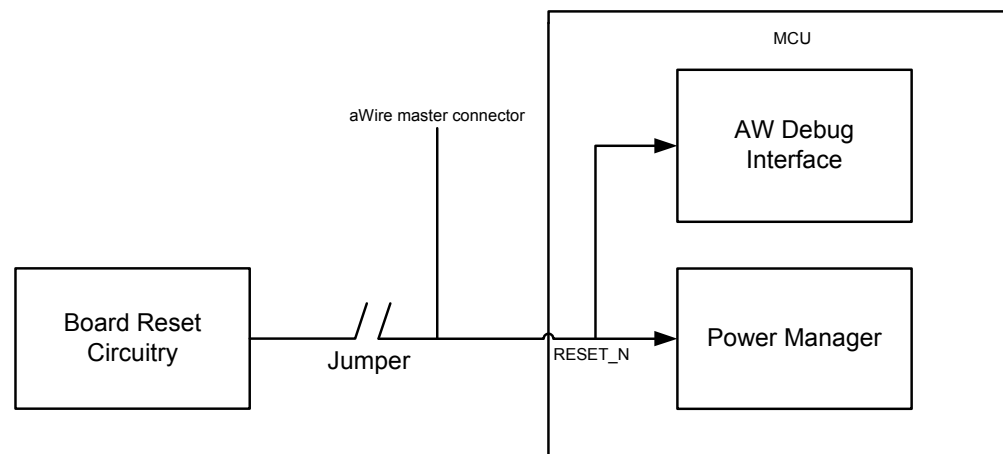 MCU
aWire master connector
AW Debug
Interface
Board Reset
Circuitry
Jumper
RESET_N
Power Manager